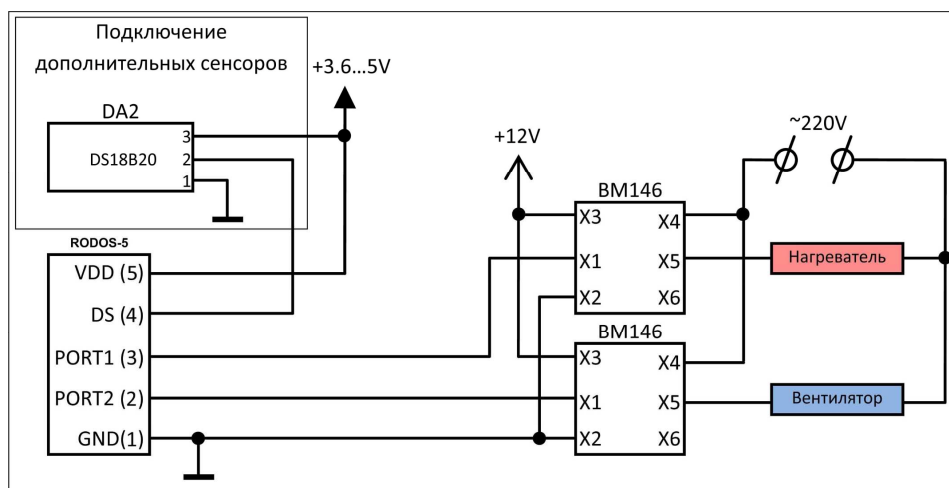 Подключение
дополнительных сенсоров
+3.6...5V
DA2
DS18B20
3
2
1
+12V
~220V
RODOS-5
VDD (5)
DS (4)
PORT1 (3)
PORT2 (2)
GND(1)
BM146
X3
X1
X2
X4
X5
X6
Нагреватель
BM146
X3
X1
X2
X4
X5
X6
Вентилятор